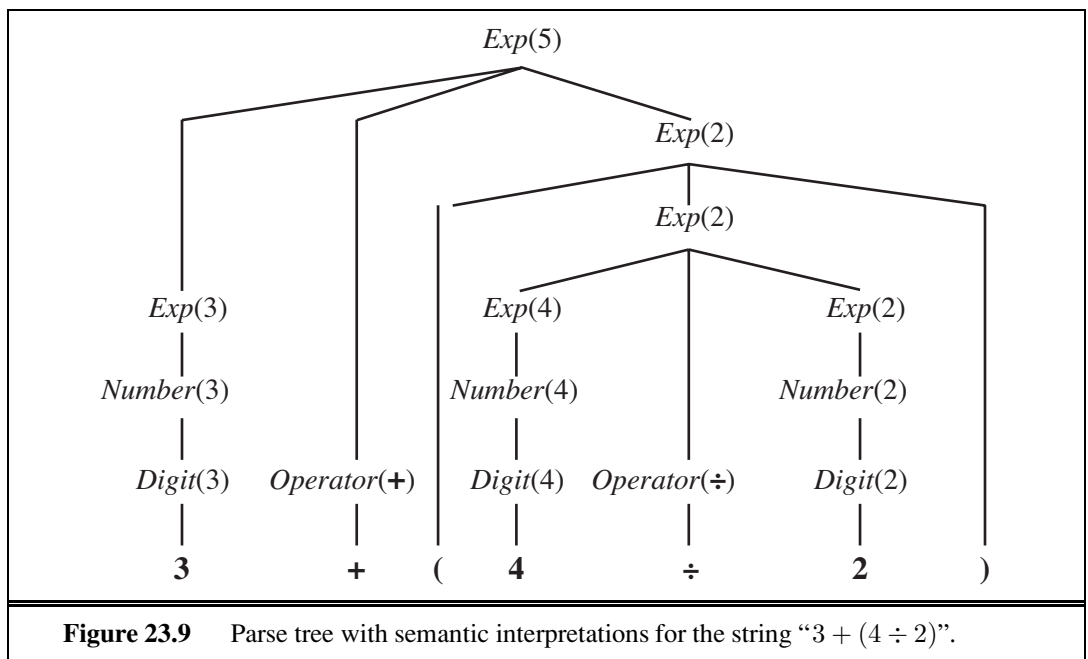 Exp(5)
Exp(2)
Exp(2)
Exp(3) Exp(4) Exp(2)
Number(3) Number(4) Number(2)
Digit(3) Operator(+) Digit(4) Operator(÷) Digit(2)
3 + ( 4 ÷ 2 )
Figure 23.9 Parse tree with semantic interpretations for the string “3 + (4 ÷ 2)”.